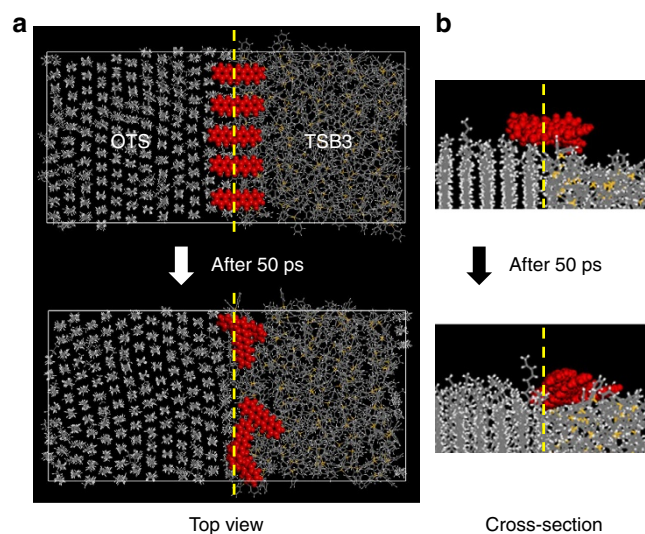 a
b
OTS
TSB3
After 50 ps
After 50 ps
Top view
Cross-section